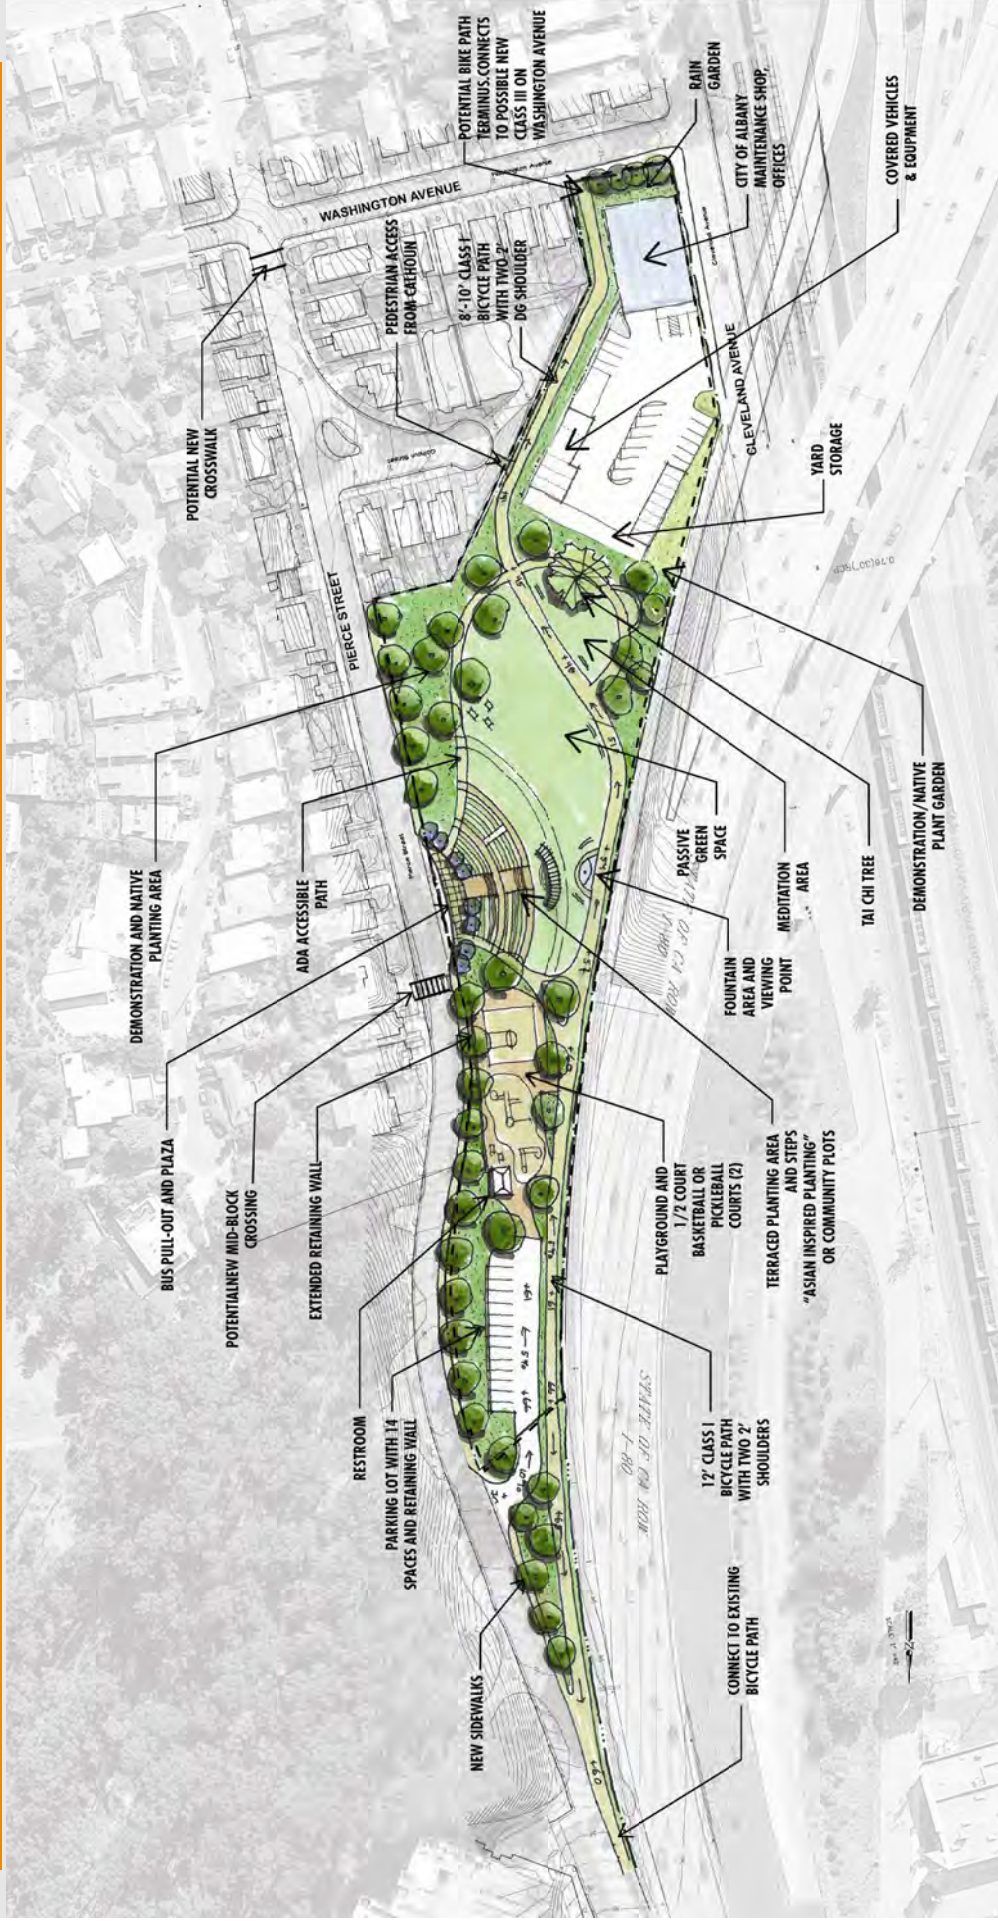 POTENTIAL BIKE PATH
TERMINUS.CONNECTS
TO POSSIBLE NEW
CLASS III ON
WASHINGTON AVENUE
RAIN
GARDEN
CITY OF ALBANY
MAINTENANCE SHOP,
OFFICES
COVERED VEHICLES
& EQUIPMENT
WASHINGTON AVENUE
PEDESTRIAN ACCESS
FROM CALHOUN
8'-10' CLASS I
BICYCLE PATH
WITH TWO-2'
DG SHOULDER
Cleveland Avenue
CLEVELAND AVENUE
POTENTIAL NEW
CROSSWALK
Calhoun Street
YARD
STORAGE
PIERCE STREET
Pierce Street
DEMONSTRATION AND NATIVE
PLANTING AREA
ADA ACCESSIBLE
PATH
PASSIVE
GREEN
SPACE
MEDITATION
AREA
TAI CHI TREE
DEMONSTRATION/NATIVE
PLANT GARDEN
BUS PULL-OUT AND PLAZA
POTENTIALNEW MID-BLOCK
CROSSING
EXTENDED RETAINING WALL
FOUNTAIN
AREA AND
VIEWING
POINT
PLAYGROUND AND
1/2 COURT
BASKETBALL OR
PICKLEBALL
COURTS (2)
TERRACED PLANTING AREA
AND STEPS
"ASIAN INSPIRED PLANTING"
OR COMMUNITY PLOTS
RESTROOM
PARKING LOT WITH 14
SPACES AND RETAINING WALL
12' CLASS I
BICYCLE PATH
WITH TWO 2'
SHOULDERS
STATE OF CA ROW
I-80
NEW SIDEWALKS
CONNECT TO EXISTING
BICYCLE PATH